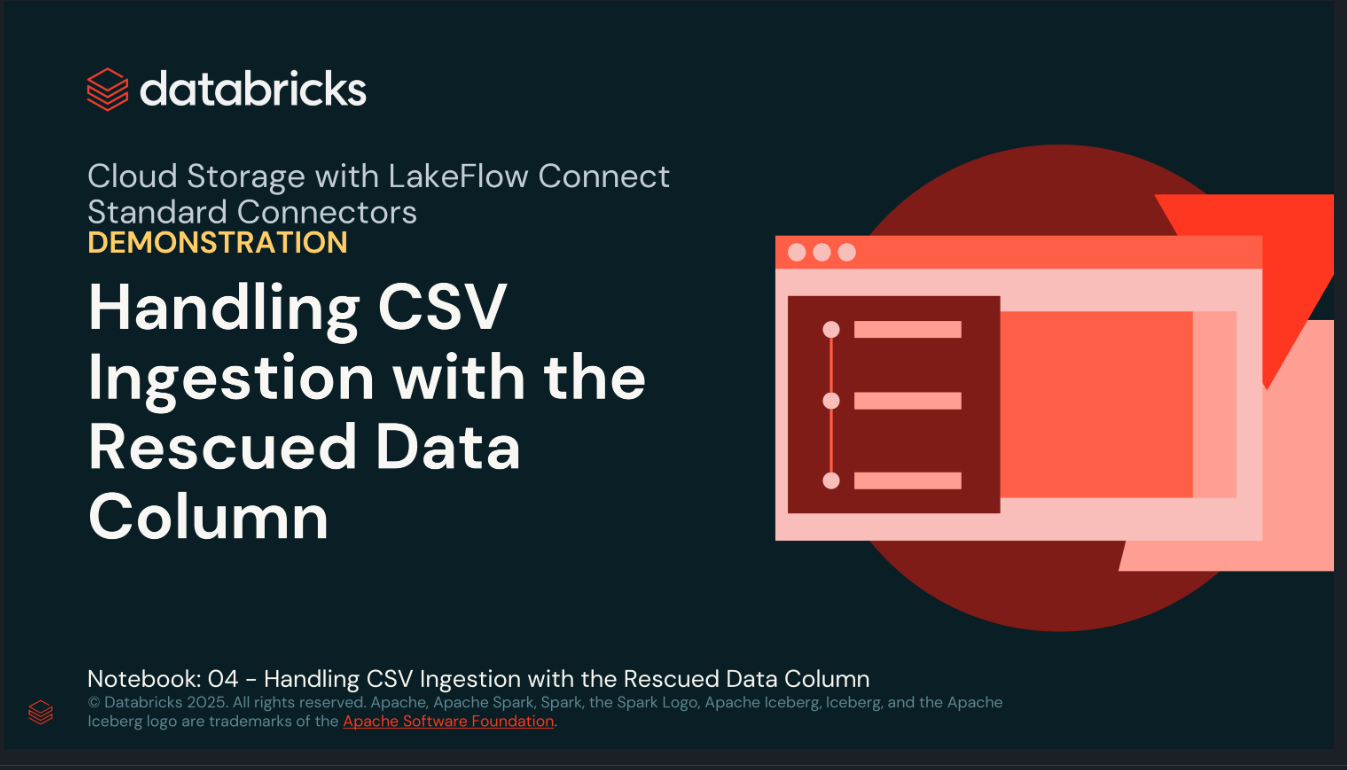 databricks
Cloud Storage with LakeFlow Connect
Standard Connectors
DEMONSTRATION
Handling CSV
Ingestion with the
Rescued Data
Column
Notebook: 04 - Handling CSV Ingestion with the Rescued Data Column
© Databricks 2025. All rights reserved. Apache, Apache Spark, Spark, the Spark Logo, Apache Iceberg, Iceberg, and the Apache
Iceberg logo are trademarks of the Apache Software Foundation.